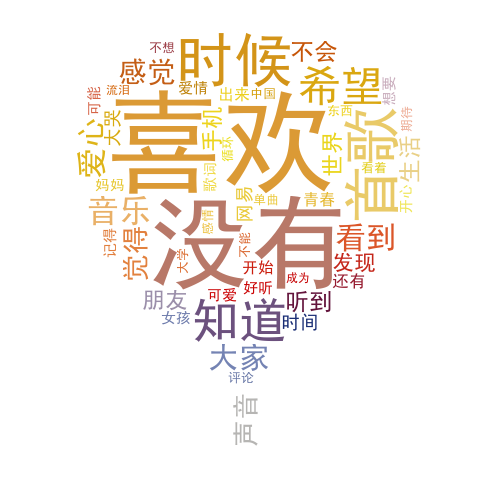 不想
时候
不会
感觉
流泪
爱情
出来
中国
希望
想要
可能
大哭
喜欢
手机
东西
首歌
期待
爱心
循环
世界
妈妈
歌词
看着
生活
音乐
网易
单曲
青春
开心
感情
没有
记得
觉得
大学
不能
看到
开始
发现
成为
还有
朋友
可爱
好听
听到
女孩
知道
时间
大家
评论
声音